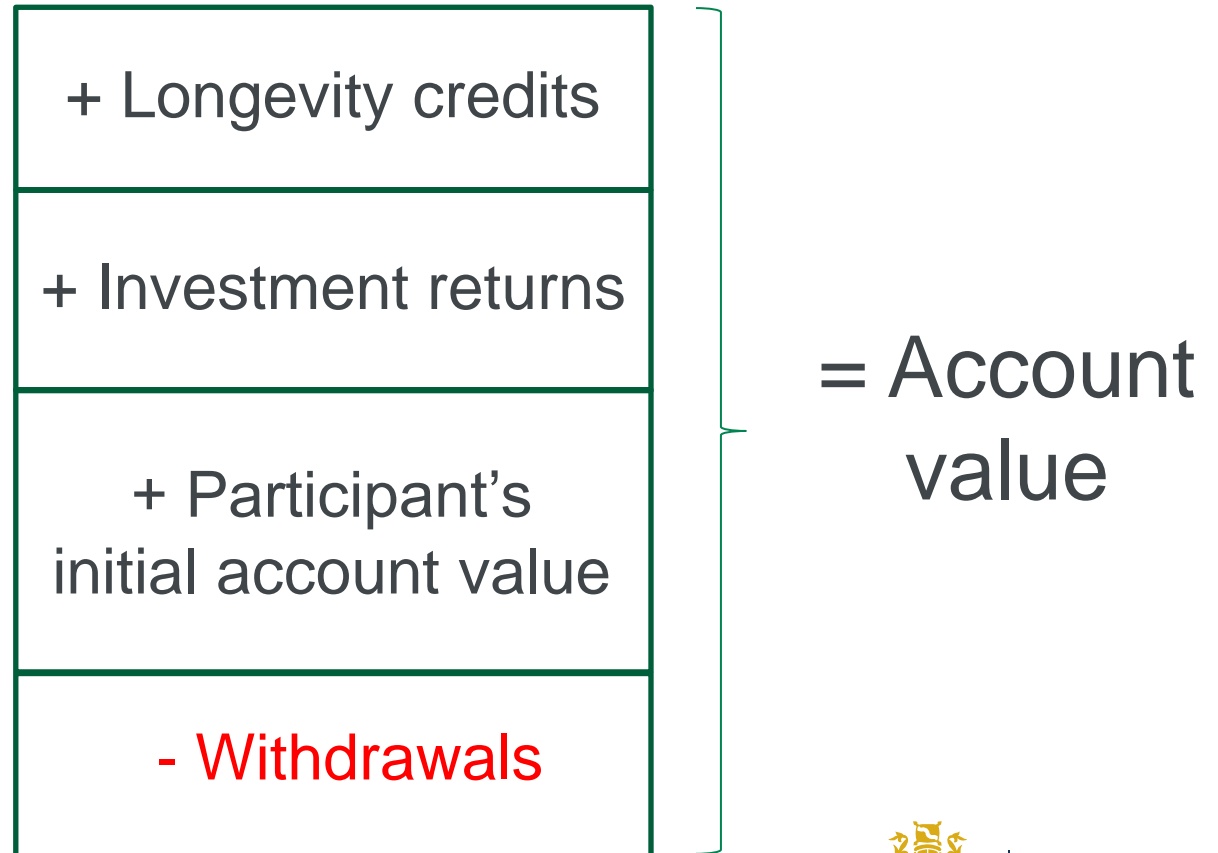 + Longevity credits
+ Investment returns
+ Participant’s
initial account value
- Withdrawals
= Account
value